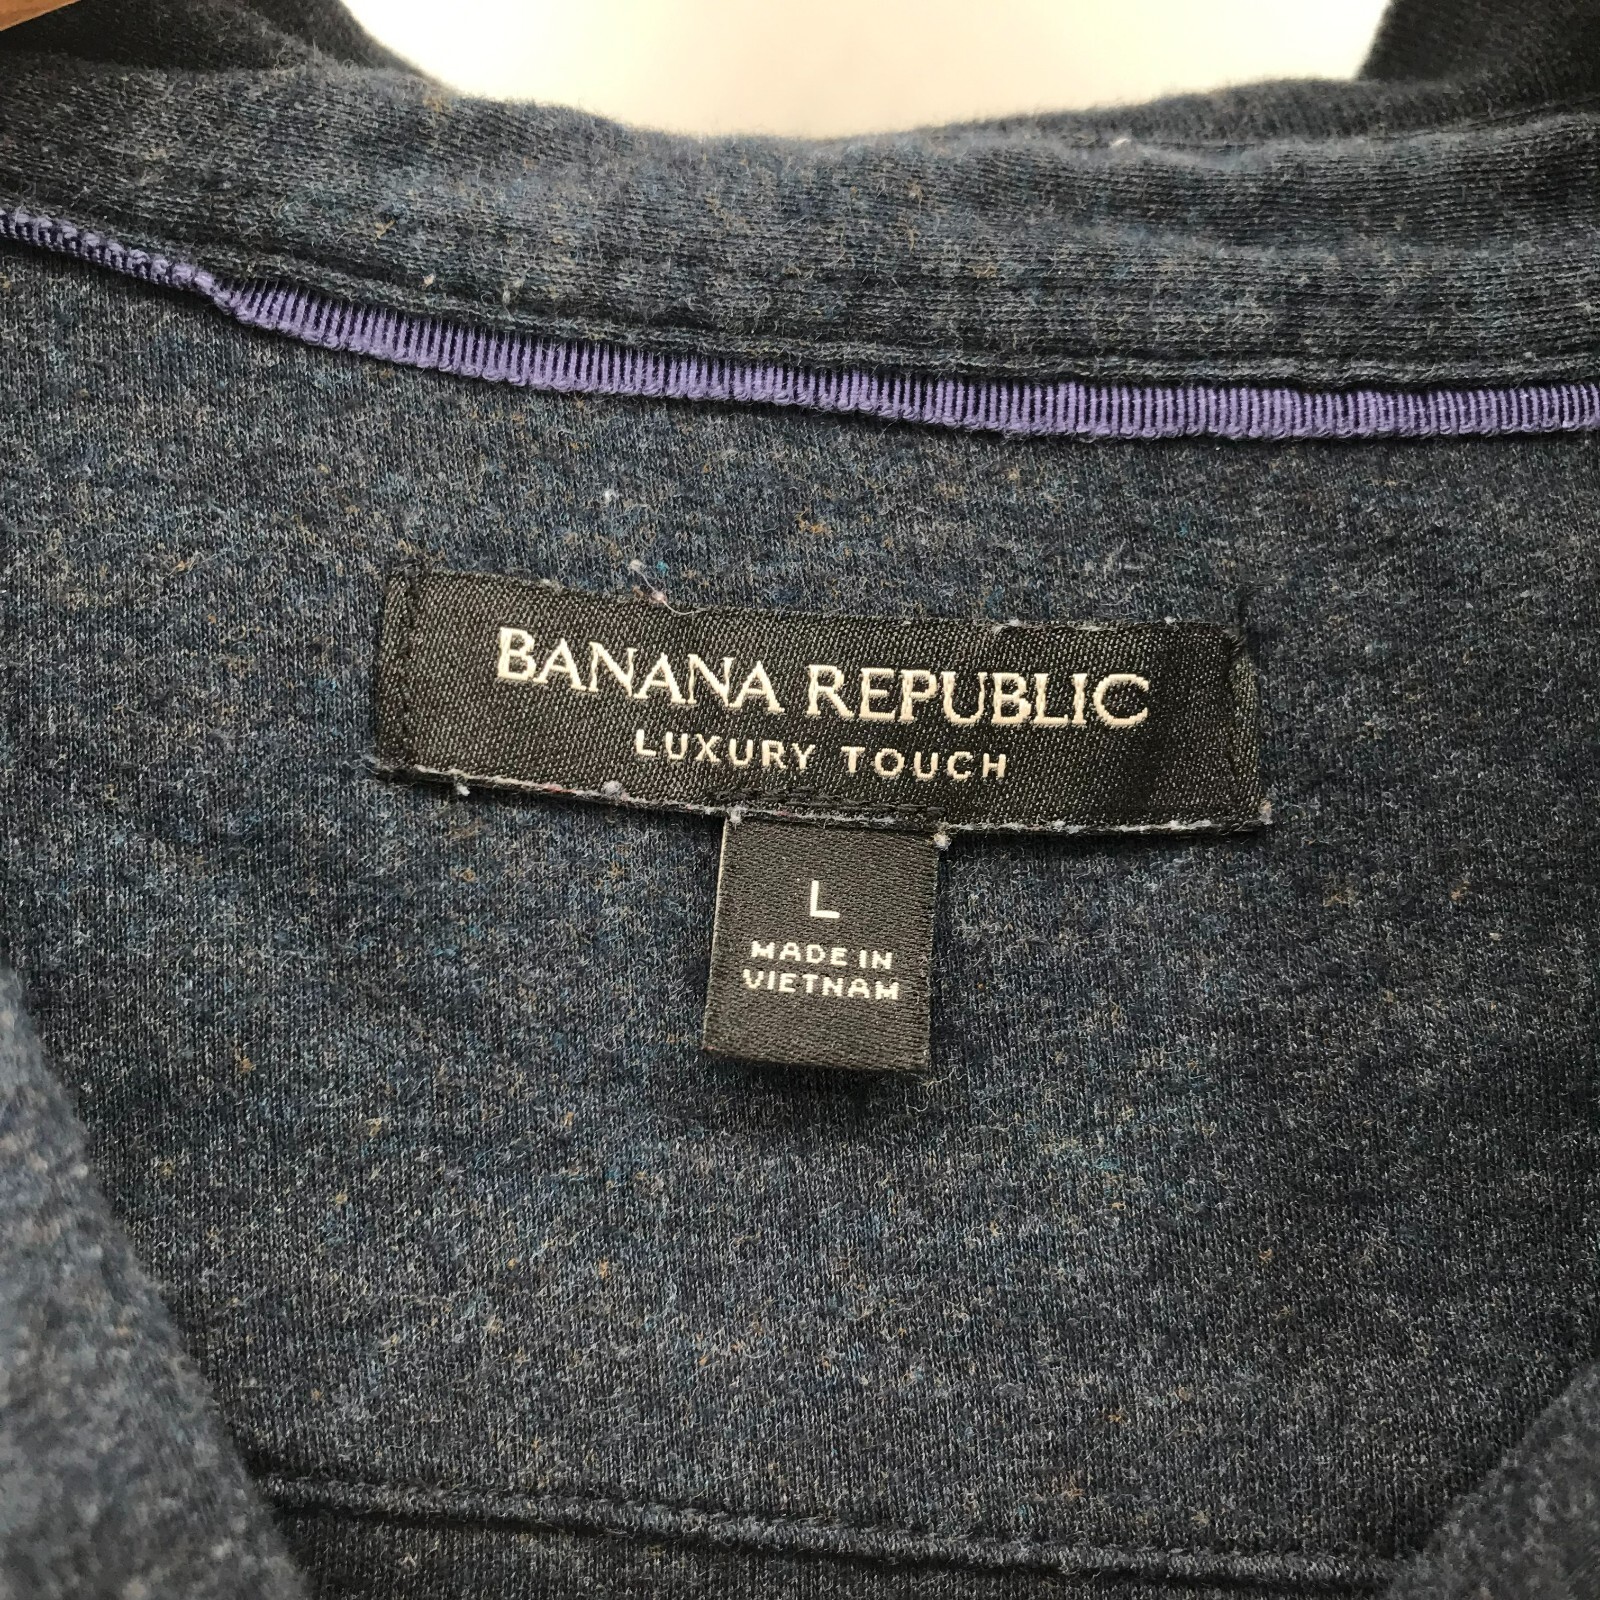 BANANA REPUBLIC
LUXURY TOUCH
L
MADE IN
VIETNAM